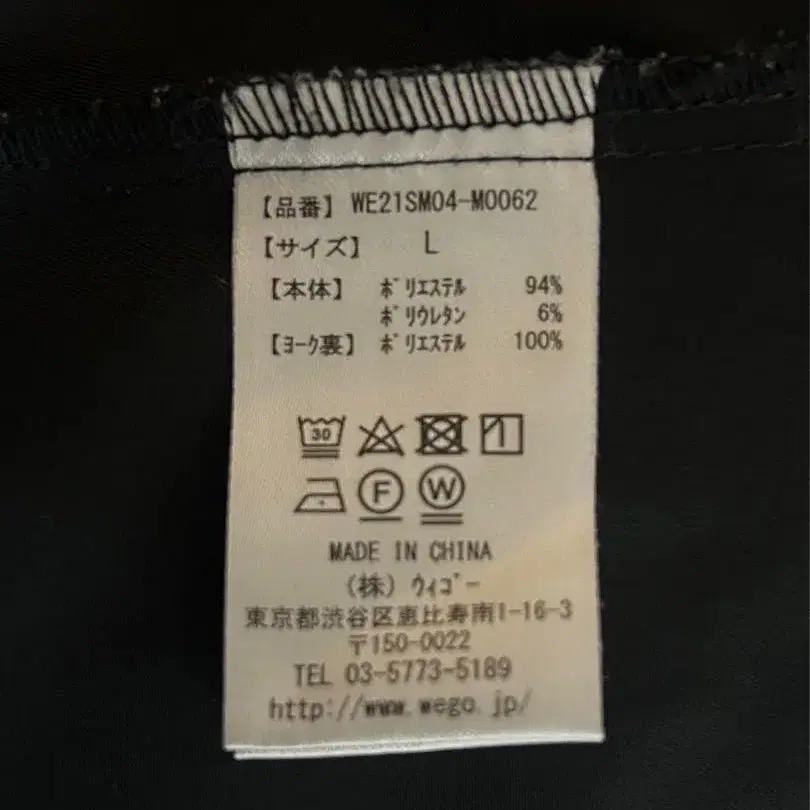 【品番】 WE21SM04-M0062
【サイズ】 L
【本体】 ﾎﾟﾘｴｽﾃﾙ 94%
ﾎﾟﾘｳﾚﾀﾝ 6%
【ﾖｰｸ裏】 ﾎﾟﾘｴｽﾃﾙ 100%
30
F W
MADE IN CHINA
(株) ｳｨｺﾞｰ
東京都渋谷区恵比寿南1-16-3
〒150-0022
TEL 03-5773-5189
http://www.wego.jp/